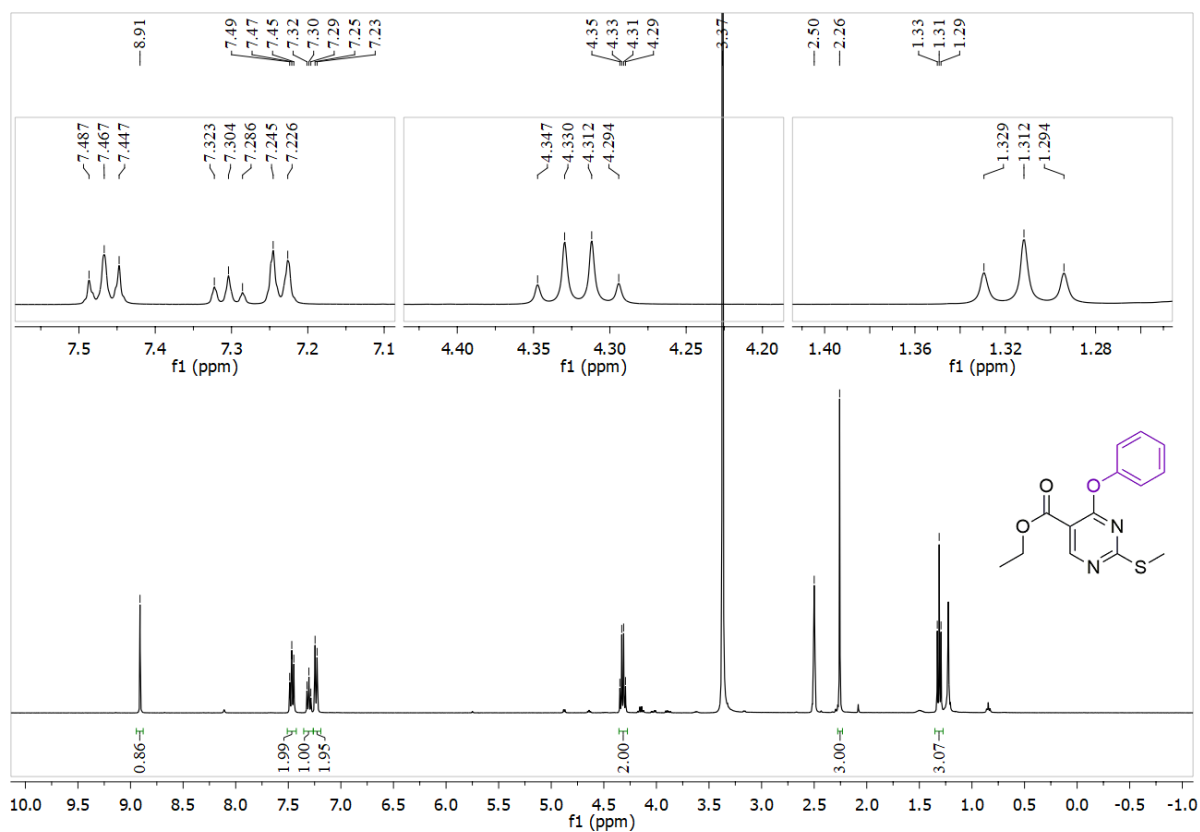 8.91 7.49 7.47 7.45 7.32 7.30 7.29 7.25 7.23 4.35 4.33 4.31 4.29 3.37 2.50 2.26 1.33 1.31 1.29
7.487 7.467 7.447 7.323 7.304 7.286 7.245 7.226
7.5 7.4 7.3 7.2 7.1
f1 (ppm)
4.347 4.330 4.312 4.294
4.40 4.35 4.30 4.25 4.20
f1 (ppm)
1.329 1.312 1.294
1.40 1.36 1.32 1.28
f1 (ppm)
O
O
O
N
N
S
0.86 1.99 1.00 1.95 2.00 3.00 3.07
10.0 9.5 9.0 8.5 8.0 7.5 7.0 6.5 6.0 5.5 5.0 4.5 4.0 3.5 3.0 2.5 2.0 1.5 1.0 0.5 0.0 -0.5 -1.0
f1 (ppm)